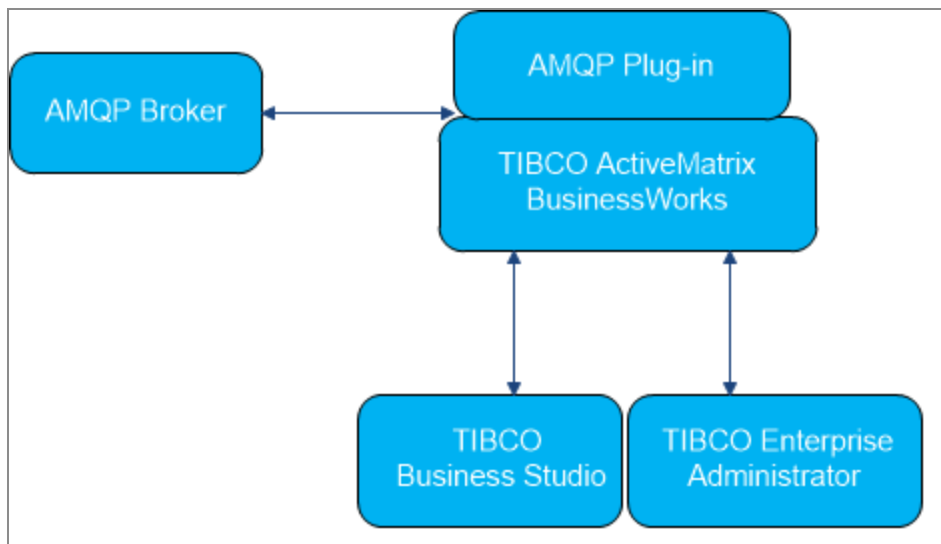 AMQP Plug-in
AMQP Broker
TIBCO ActiveMatrix
BusinessWorks
TIBCO
Business Studio
TIBCO Enterprise
Administrator